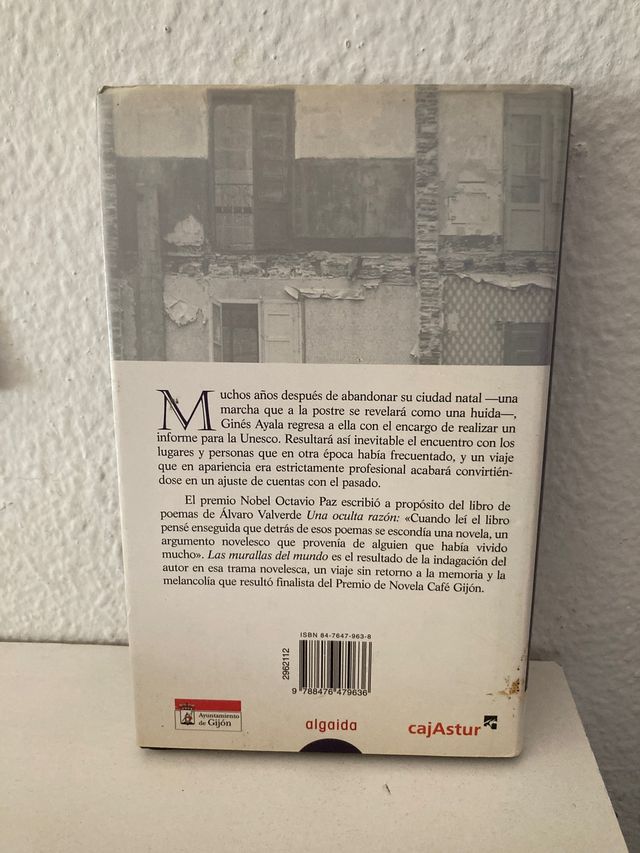 Muchos años después de abandonar su ciudad natal —una
marcha que a la postre se revelará como una huida—,
Ginés Ayala regresa a ella con el encargo de realizar un
informe para la Unesco. Resultará así inevitable el encuentro con los
lugares y personas que en otra época había frecuentado, y un viaje
que en apariencia era estrictamente profesional acabará convirtién-
dose en un ajuste de cuentas con el pasado.
El premio Nobel Octavio Paz escribió a propósito del libro de
poemas de Álvaro Valverde Una oculta razón: «Cuando leí el libro
pensé enseguida que detrás de esos poemas se escondía una novela, un
argumento novelesco que provenía de alguien que había vivido
mucho». Las murallas del mundo es el resultado de la indagación del
autor en esa trama novelesca, un viaje sin retorno a la memoria y la
melancolía que resultó finalista del Premio de Novela Café Gijón.
ISBN 84-7647-963-8
2962112
9 788476 479636
Ayuntamiento
de Gijón
algaida
cajAstur